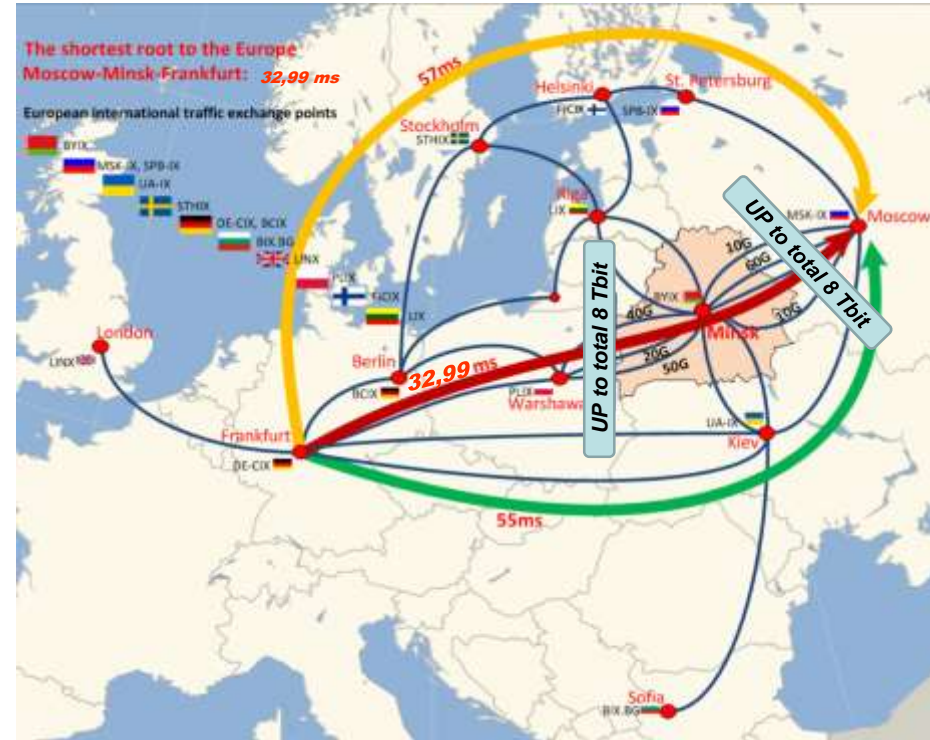 The shortest root to the Europe
Moscow-Minsk-Frankfurt: 32,99 ms
European international traffic exchange points
BYIX
MSK-IX, SPB-IX
UA-IX
STHIX
DE-CIX, BCIX
BIX.BG
LINX
PLIX
FICIX
LIX
57ms
Helsinki
FICIX
St. Petersburg
SPB-IX
Stockholm
STHIX
Riga
LIX
MSK-IX
Moscow
UP to total 8 Tbit
10G
60G
10G
BYIX
Minsk
UP to total 8 Tbit
40G
20G
50G
London
LINX
Berlin
BCIX
32,99 ms
PLIX
Warshawa
Frankfurt
DE-CIX
UA-IX
Kiev
55ms
Sofia
BIX.BG